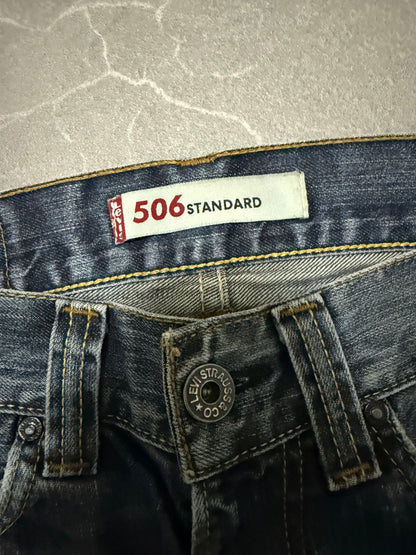 Levi's
506 STANDARD
LEVI STRAUSS & CO